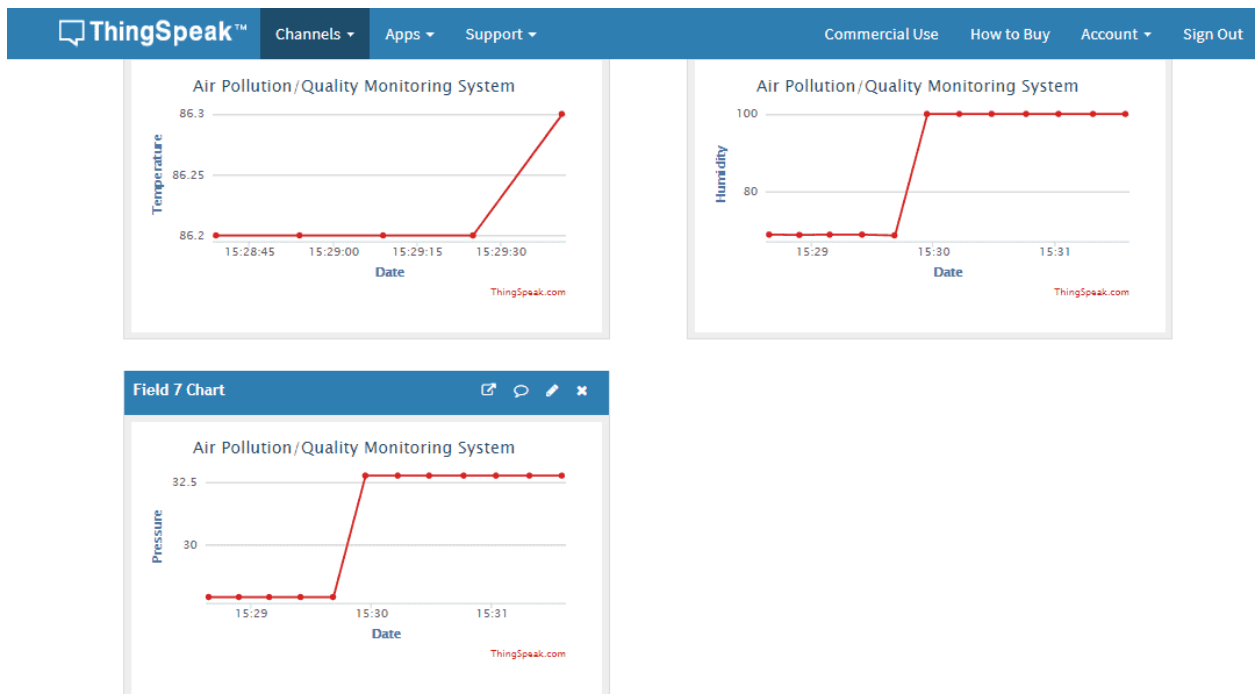 ThingSpeak™ Channels Apps Support Commercial Use How to Buy Account Sign Out
Air Pollution/Quality Monitoring System
86.3
86.25
86.2
Temperature
15:28:45 15:29:00 15:29:15 15:29:30
Date
ThingSpeak.com
Air Pollution/Quality Monitoring System
100
80
Humidity
15:29 15:30 15:31
Date
ThingSpeak.com
Field 7 Chart
Air Pollution/Quality Monitoring System
32.5
30
Pressure
15:29 15:30 15:31
Date
ThingSpeak.com